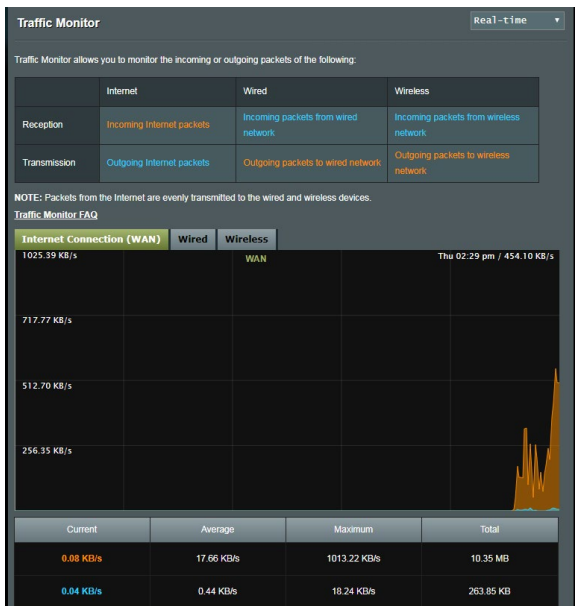 Traffic Monitor
Real-time
Traffic Monitor allows you to monitor the incoming or outgoing packets of the following:
Internet Wired Wireless
Reception Incoming Internet packets Incoming packets from wired network Incoming packets from wireless network
Transmission Outgoing Internet packets Outgoing packets to wired network Outgoing packets to wireless network
NOTE: Packets from the Internet are evenly transmitted to the wired and wireless devices.
Traffic Monitor FAQ
Internet Connection (WAN) Wired Wireless
1025.39 KB/s WAN Thu 02:29 pm / 454.10 KB/s
717.77 KB/s
512.70 KB/s
256.35 KB/s
Current Average Maximum Total
0.08 KB/s 17.66 KB/s 1013.22 KB/s 10.35 MB
0.04 KB/s 0.44 KB/s 18.24 KB/s 263.85 KB